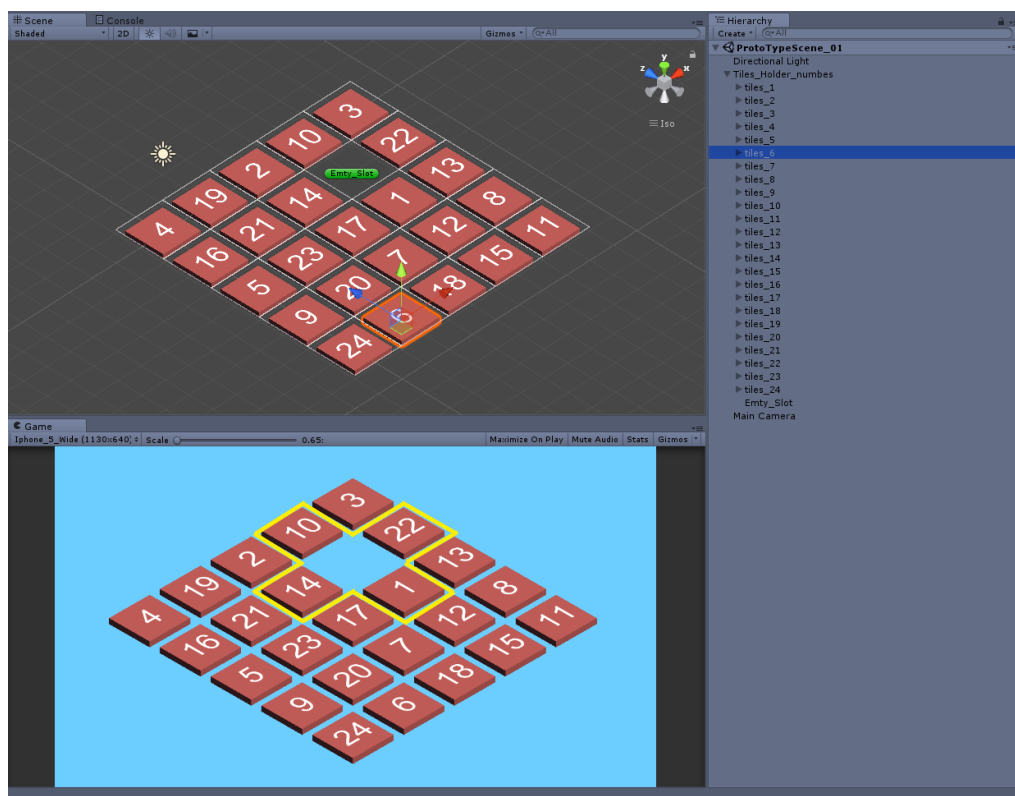 Scene Console
Shaded 2D Gizmos All
y
z x
Iso
3
10 22
2 Emty_Slot 13
19 14 1 8
4 21 17 12 11
16 23 7 15
5 20 18
9 6
24
Game
Iphone_5_Wide (1130x640) Scale 0.65: Maximize On Play Mute Audio Stats Gizmos
3
10 22
2 13
19 14 1 8
4 21 17 12 11
16 23 7 15
5 20 18
9 6
24
Hierarchy
Create All
ProtoTypeScene_01
Directional Light
Tiles_Holder_numbes
tiles_1
tiles_2
tiles_3
tiles_4
tiles_5
tiles_6
tiles_7
tiles_8
tiles_9
tiles_10
tiles_11
tiles_12
tiles_13
tiles_14
tiles_15
tiles_16
tiles_17
tiles_18
tiles_19
tiles_20
tiles_21
tiles_22
tiles_23
tiles_24
Emty_Slot
Main Camera